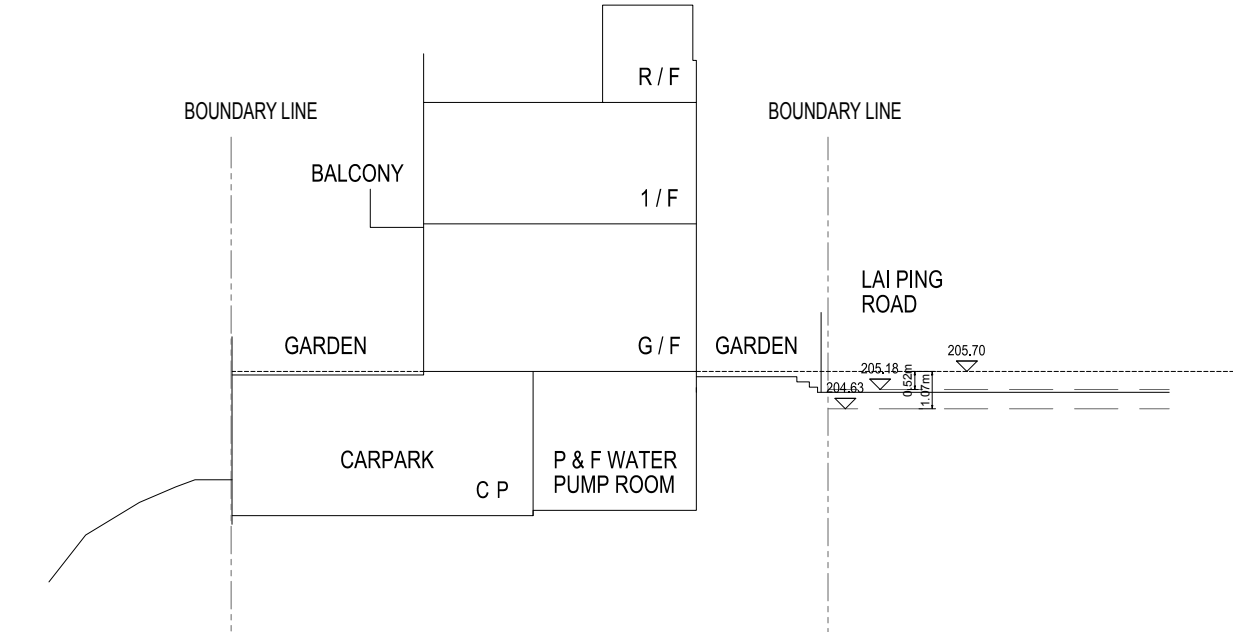 R / F
BOUNDARY LINE
BOUNDARY LINE
BALCONY
1 / F
LAI PING
ROAD
GARDEN
G / F
GARDEN
205.70
205.18
204.63
0.52m
1.07m
CARPARK
C P
P & F WATER
PUMP ROOM